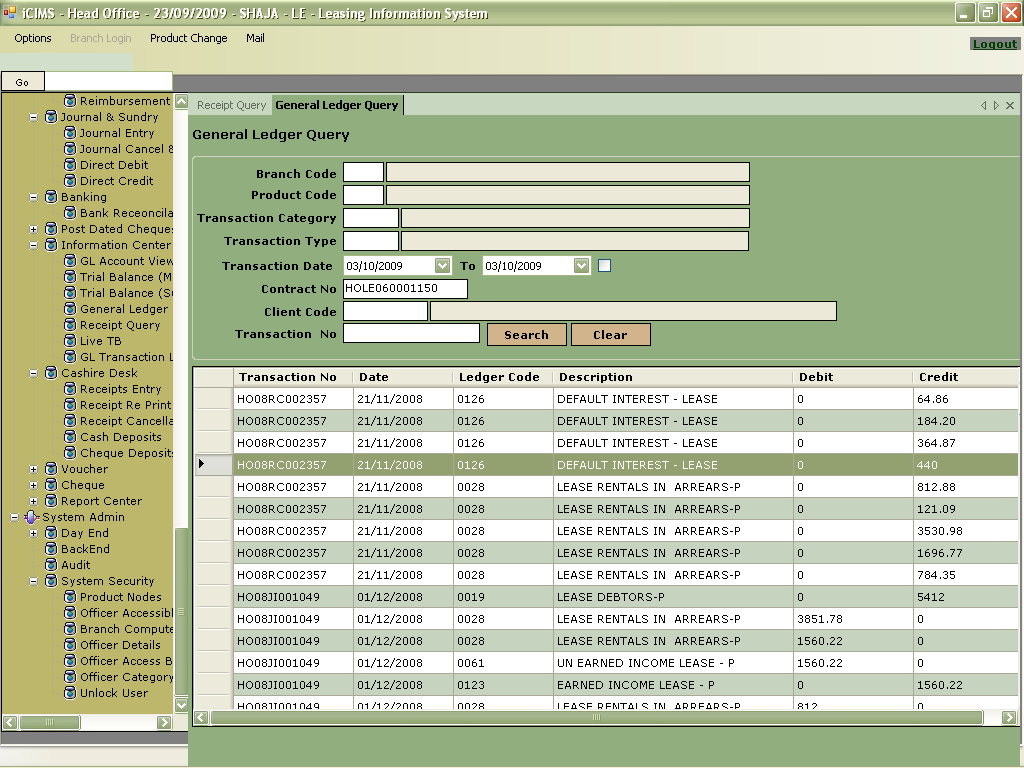 iCIMS - Head Office - 23/09/2009 - SHAJA - LE - Leasing Information System
Options Branch Login Product Change Mail
Logout
Go
Reimbursement
Journal & Sundry
Journal Entry
Journal Cancel &
Direct Debit
Direct Credit
Banking
Bank Receoncila
Post Dated Cheque
Information Center
GL Account View
Trial Balance (M
Trial Balance (S
General Ledger
Receipt Query
Live TB
GL Transaction L
Cashire Desk
Receipts Entry
Receipt Re Print
Receipt Cancella
Cash Deposits
Cheque Deposits
Voucher
Cheque
Report Center
System Admin
Day End
BackEnd
Audit
System Security
Product Nodes
Officer Accessibl
Branch Compute
Officer Details
Officer Access B
Officer Category
Unlock User
Receipt Query General Ledger Query
General Ledger Query
Branch Code
Product Code
Transaction Category
Transaction Type
Transaction Date 03/10/2009 To 03/10/2009
Contract No HOLE060001150
Client Code
Transaction No Search Clear
Transaction No Date Ledger Code Description Debit Credit
HO08RC002357 21/11/2008 0126 DEFAULT INTEREST - LEASE 0 64.86
HO08RC002357 21/11/2008 0126 DEFAULT INTEREST - LEASE 0 184.20
HO08RC002357 21/11/2008 0126 DEFAULT INTEREST - LEASE 0 364.87
HO08RC002357 21/11/2008 0126 DEFAULT INTEREST - LEASE 0 440
HO08RC002357 21/11/2008 0028 LEASE RENTALS IN ARREARS-P 0 812.88
HO08RC002357 21/11/2008 0028 LEASE RENTALS IN ARREARS-P 0 121.09
HO08RC002357 21/11/2008 0028 LEASE RENTALS IN ARREARS-P 0 3530.98
HO08RC002357 21/11/2008 0028 LEASE RENTALS IN ARREARS-P 0 1696.77
HO08RC002357 21/11/2008 0028 LEASE RENTALS IN ARREARS-P 0 784.35
HO08JI001049 01/12/2008 0019 LEASE DEBTORS-P 0 5412
HO08JI001049 01/12/2008 0028 LEASE RENTALS IN ARREARS-P 3851.78 0
HO08JI001049 01/12/2008 0028 LEASE RENTALS IN ARREARS-P 1560.22 0
HO08JI001049 01/12/2008 0061 UN EARNED INCOME LEASE - P 1560.22 0
HO08JI001049 01/12/2008 0123 EARNED INCOME LEASE - P 0 1560.22
HO08JI001049 01/12/2008 0028 LEASE RENTALS IN ARREARS-P 812 0